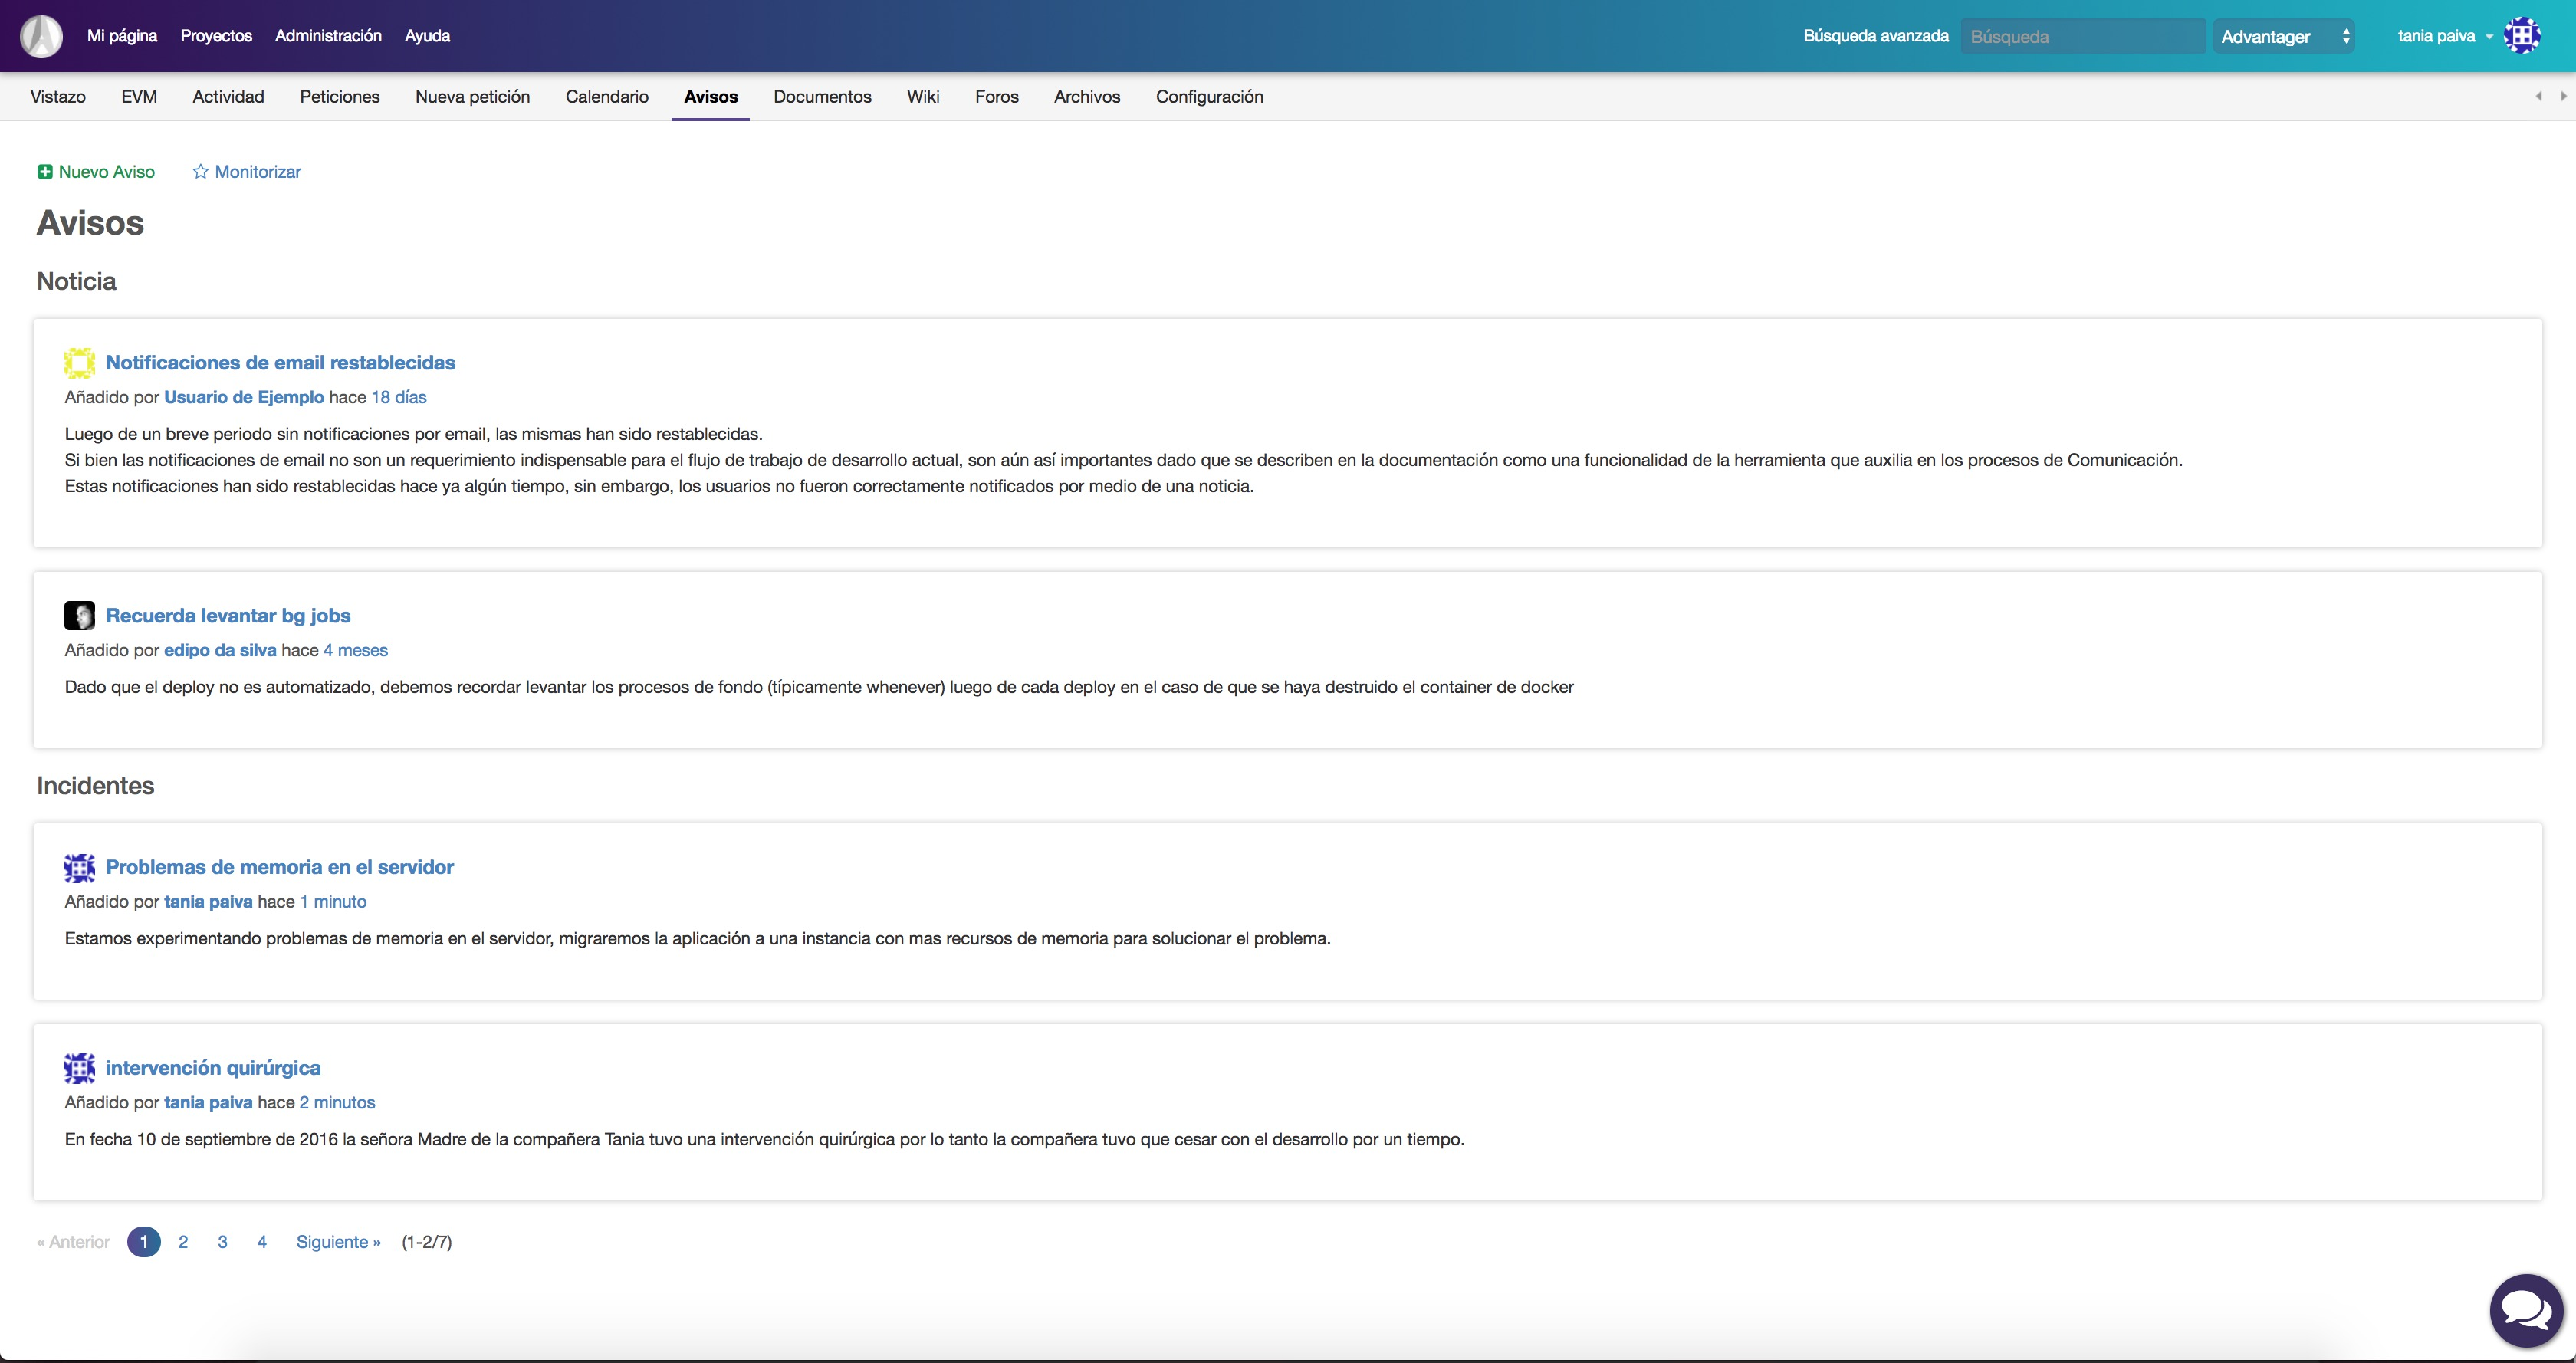 Mi página Proyectos Administración Ayuda Búsqueda avanzada Búsqueda Advantager tania paiva
Vistazo EVM Actividad Peticiones Nueva petición Calendario Avisos Documentos Wiki Foros Archivos Configuración
Nuevo Aviso Monitorizar
Avisos
Noticia
Notificaciones de email restablecidas
Añadido por Usuario de Ejemplo hace 18 días
Luego de un breve periodo sin notificaciones por email, las mismas han sido restablecidas.
Si bien las notificaciones de email no son un requerimiento indispensable para el flujo de trabajo de desarrollo actual, son aún así importantes dado que se describen en la documentación como una funcionalidad de la herramienta que auxilia en los procesos de Comunicación.
Estas notificaciones han sido restablecidas hace ya algún tiempo, sin embargo, los usuarios no fueron correctamente notificados por medio de una noticia.
Recuerda levantar bg jobs
Añadido por edipo da silva hace 4 meses
Dado que el deploy no es automatizado, debemos recordar levantar los procesos de fondo (típicamente whenever) luego de cada deploy en el caso de que se haya destruido el container de docker
Incidentes
Problemas de memoria en el servidor
Añadido por tania paiva hace 1 minuto
Estamos experimentando problemas de memoria en el servidor, migraremos la aplicación a una instancia con mas recursos de memoria para solucionar el problema.
intervención quirúrgica
Añadido por tania paiva hace 2 minutos
En fecha 10 de septiembre de 2016 la señora Madre de la compañera Tania tuvo una intervención quirúrgica por lo tanto la compañera tuvo que cesar con el desarrollo por un tiempo.
« Anterior 1 2 3 4 Siguiente » (1-2/7)